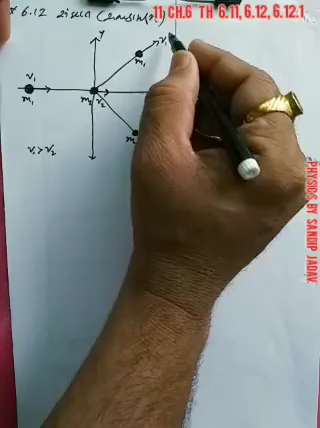 11 CH.6 TH 6.11, 6.12, 6.12.1
6.12
y
v₁
m₁
m₂
v₂
m₁
m₂
v₁ > v₂
PHYSICS BY SANDIP JADAV